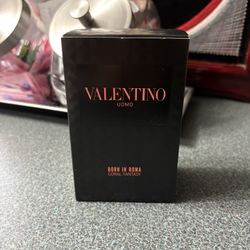 VALENTINO
UOMO
BORN IN ROMA
CORAL FANTASY